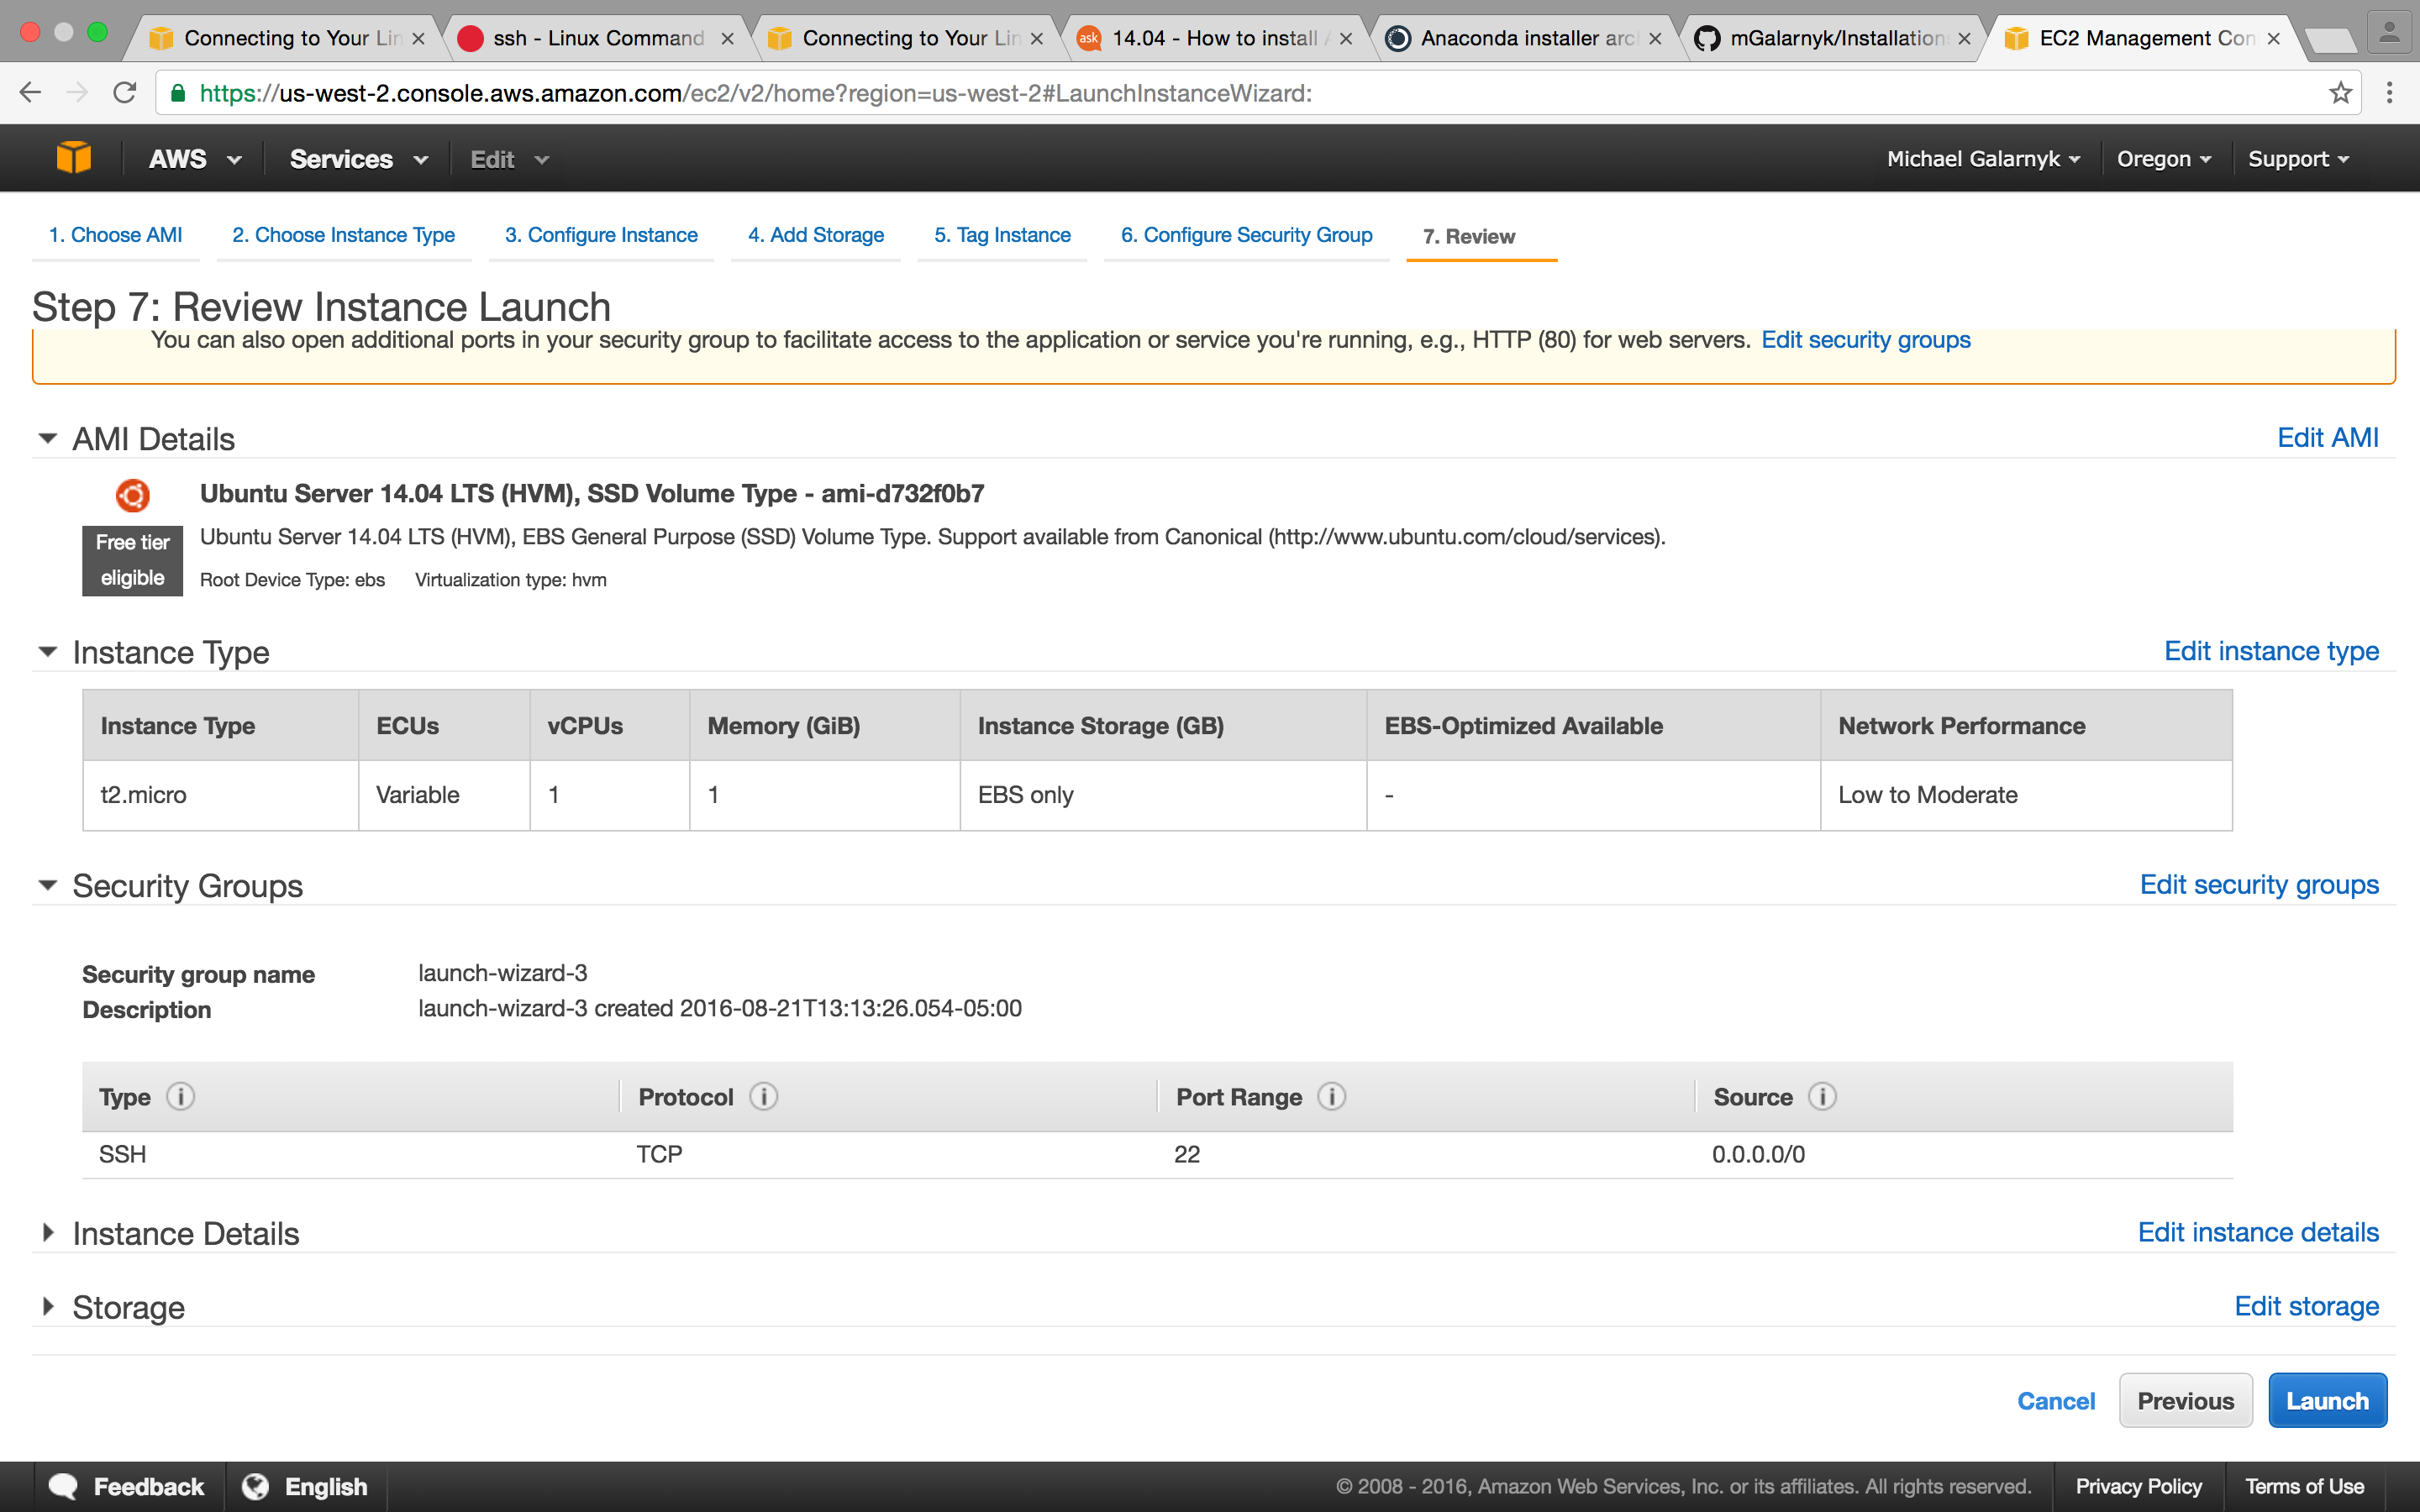 Connecting to Your Lin
ssh - Linux Command
Connecting to Your Lin
ask 14.04 - How to install
Anaconda installer arc
mGalarnyk/Installation
EC2 Management Con
https://us-west-2.console.aws.amazon.com/ec2/v2/home?region=us-west-2#LaunchInstanceWizard:
AWS Services Edit Michael Galarnyk Oregon Support
1. Choose AMI 2. Choose Instance Type 3. Configure Instance 4. Add Storage 5. Tag Instance 6. Configure Security Group 7. Review
Step 7: Review Instance Launch
You can also open additional ports in your security group to facilitate access to the application or service you're running, e.g., HTTP (80) for web servers. Edit security groups
AMI Details Edit AMI
Ubuntu Server 14.04 LTS (HVM), SSD Volume Type - ami-d732f0b7
Free tier
eligible
Ubuntu Server 14.04 LTS (HVM), EBS General Purpose (SSD) Volume Type. Support available from Canonical (http://www.ubuntu.com/cloud/services).
Root Device Type: ebs Virtualization type: hvm
Instance Type Edit instance type
Instance Type ECUs vCPUs Memory (GiB) Instance Storage (GB) EBS-Optimized Available Network Performance
t2.micro Variable 1 1 EBS only - Low to Moderate
Security Groups Edit security groups
Security group name launch-wizard-3
Description launch-wizard-3 created 2016-08-21T13:13:26.054-05:00
Type i Protocol i Port Range i Source i
SSH TCP 22 0.0.0.0/0
Instance Details Edit instance details
Storage Edit storage
Cancel Previous Launch
Feedback English © 2008 - 2016, Amazon Web Services, Inc. or its affiliates. All rights reserved. Privacy Policy Terms of Use